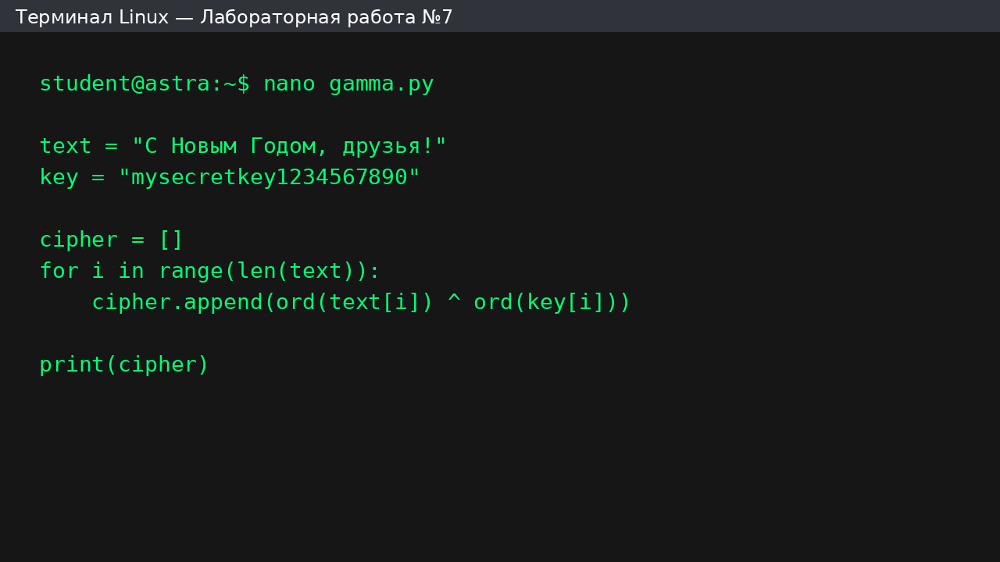 Терминал Linux — Лабораторная работа №7
student@astra:~$ nano gamma.py
text = "С Новым Годом, друзья!"
key = "mysecretkey1234567890"
cipher = []
for i in range(len(text)):
    cipher.append(ord(text[i]) ^ ord(key[i]))
print(cipher)